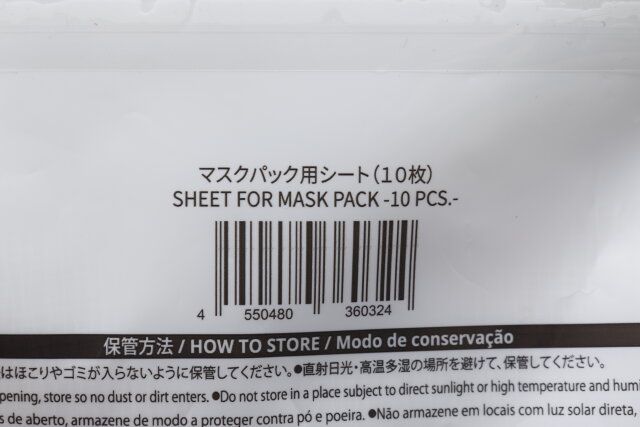 マスクパック用シート(10枚)
SHEET FOR MASK PACK -10 PCS.-
4 550480 360324
保管方法 / HOW TO STORE / Modo de conservação
はほこりやゴミが入らないように保管してください。●直射日光・高温多湿の場所を避けて、保管してください。
pening, store so no dust or dirt enters. ●Do not store in a place subject to direct sunlight or high temperature and humi
s de aberto, armazene de modo a proteger contra pó e poeira. ●Não armazene em locais com luz solar direta,